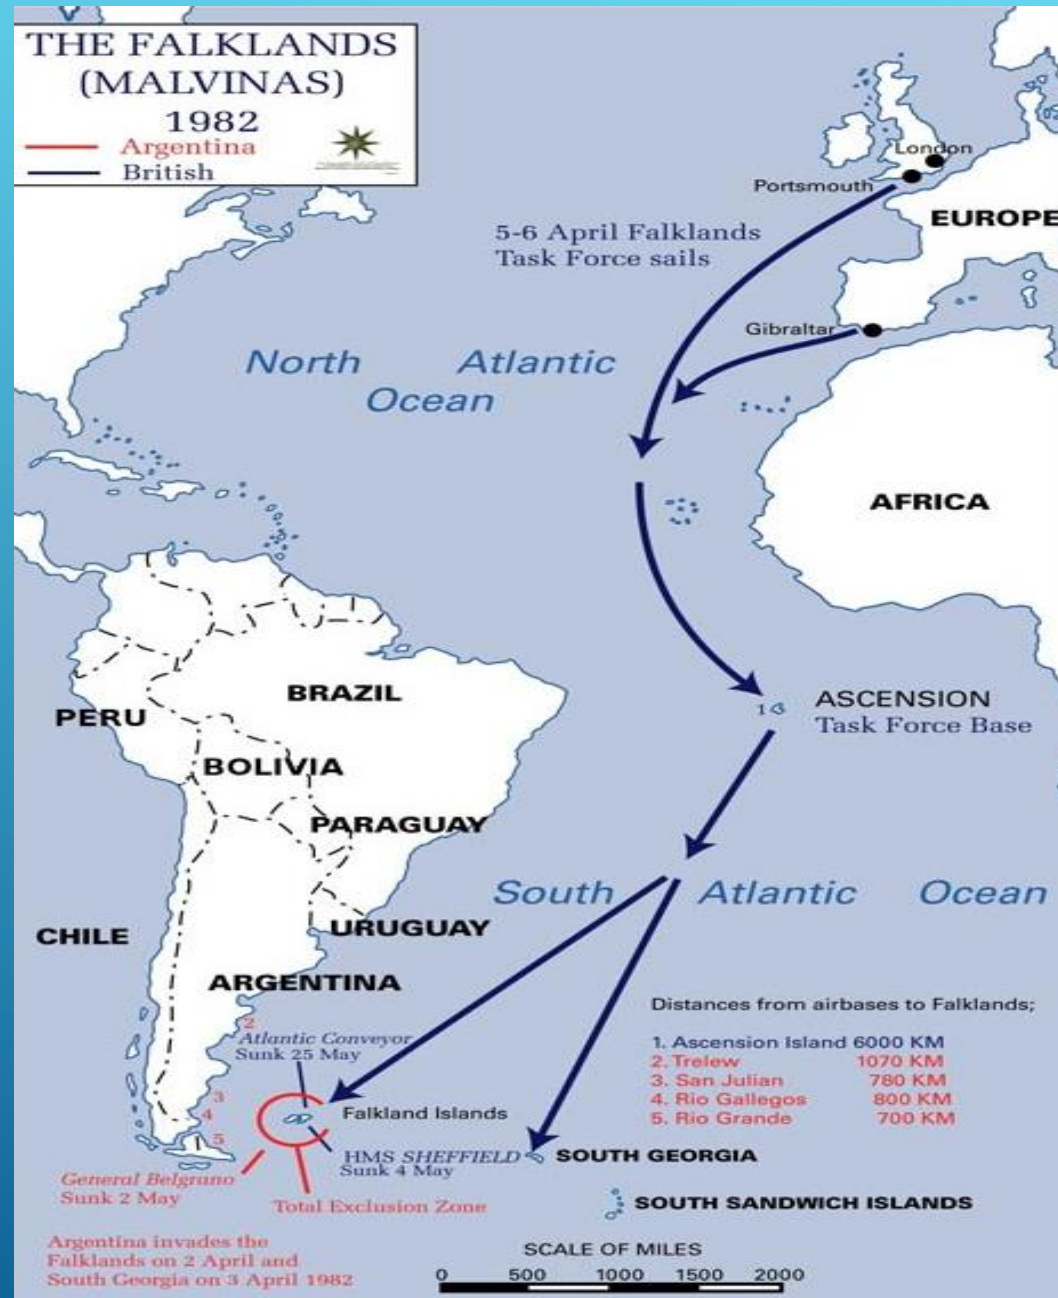 THE FALKLANDS
(MALVINAS)
1982
Argentina
British
London
Portsmouth
EUROPE
5-6 April Falklands
Task Force sails
Gibraltar
North Atlantic
Ocean
AFRICA
BRAZIL
PERU
ASCENSION
1
Task Force Base
BOLIVIA
PARAGUAY
South Atlantic Ocean
URUGUAY
CHILE
ARGENTINA
2
Atlantic Conveyor
Sunk 25 May
3
4
5
Falkland Islands
HMS SHEFFIELD
Sunk 4 May
SOUTH GEORGIA
General Belgrano
Sunk 2 May
Total Exclusion Zone
SOUTH SANDWICH ISLANDS
Distances from airbases to Falklands;
1. Ascension Island 6000 KM
2. Trelew 1070 KM
3. San Julian 780 KM
4. Rio Gallegos 800 KM
5. Rio Grande 700 KM
Argentina invades the
Falklands on 2 April and
South Georgia on 3 April 1982
SCALE OF MILES
0 500 1000 1500 2000